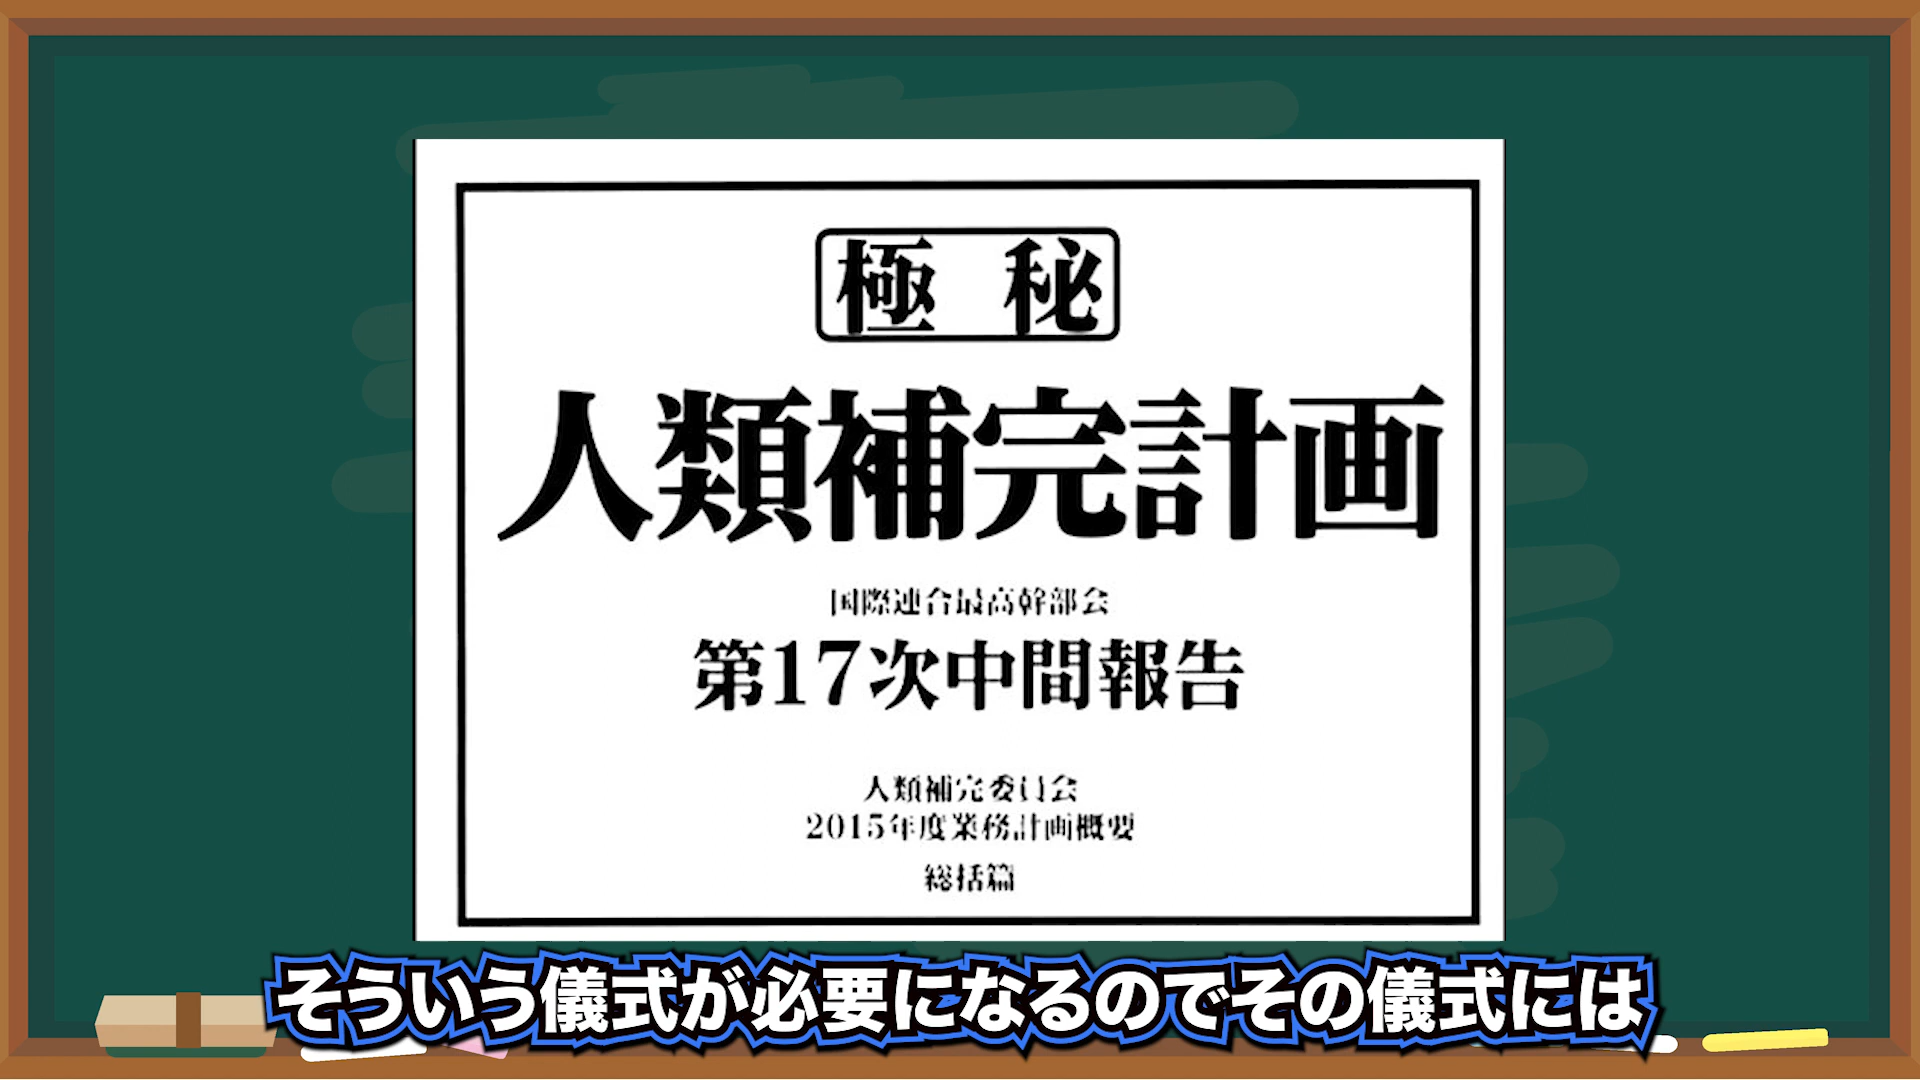 極 秘
人類補完計画
国際連合最高幹部会
第17次中間報告
人類補完委員会
2015年度業務計画概要
総括篇
そういう儀式が必要になるのでその儀式には